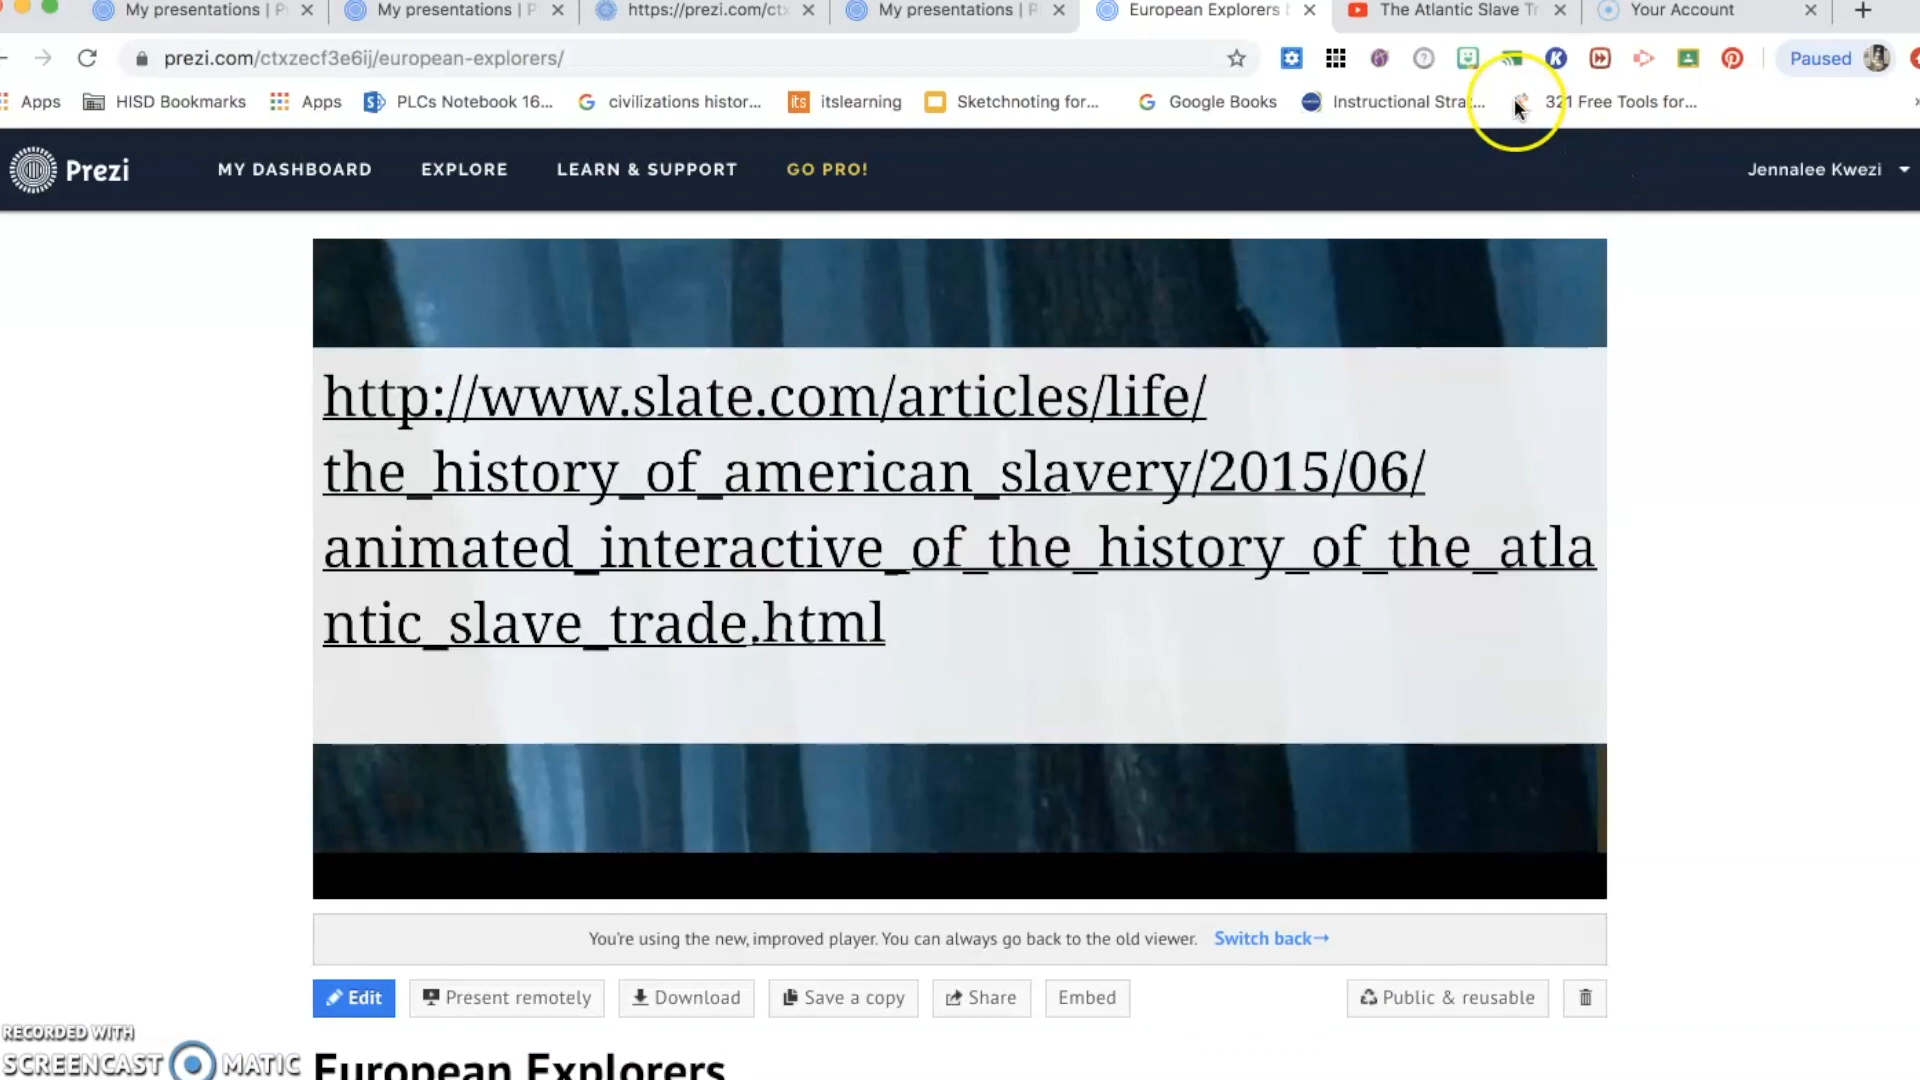 My presentations | P
My presentations | P
https://prezi.com/ctx
My presentations | P
European Explorers
The Atlantic Slave Tr
Your Account
prezi.com/ctxzecf3e6ij/european-explorers/
Paused
Apps
HISD Bookmarks
Apps
PLCs Notebook 16...
civilizations histor...
its itslearning
Sketchnoting for...
Google Books
Instructional Stra...
321 Free Tools for...
Prezi
MY DASHBOARD
EXPLORE
LEARN & SUPPORT
GO PRO!
Jennalee Kwezi
http://www.slate.com/articles/life/
the_history_of_american_slavery/2015/06/
animated_interactive_of_the_history_of_the_atla
ntic_slave_trade.html
You're using the new, improved player. You can always go back to the old viewer. Switch back→
Edit
Present remotely
Download
Save a copy
Share
Embed
Public & reusable
RECORDED WITH
SCREENCAST MATIC
European Explorers